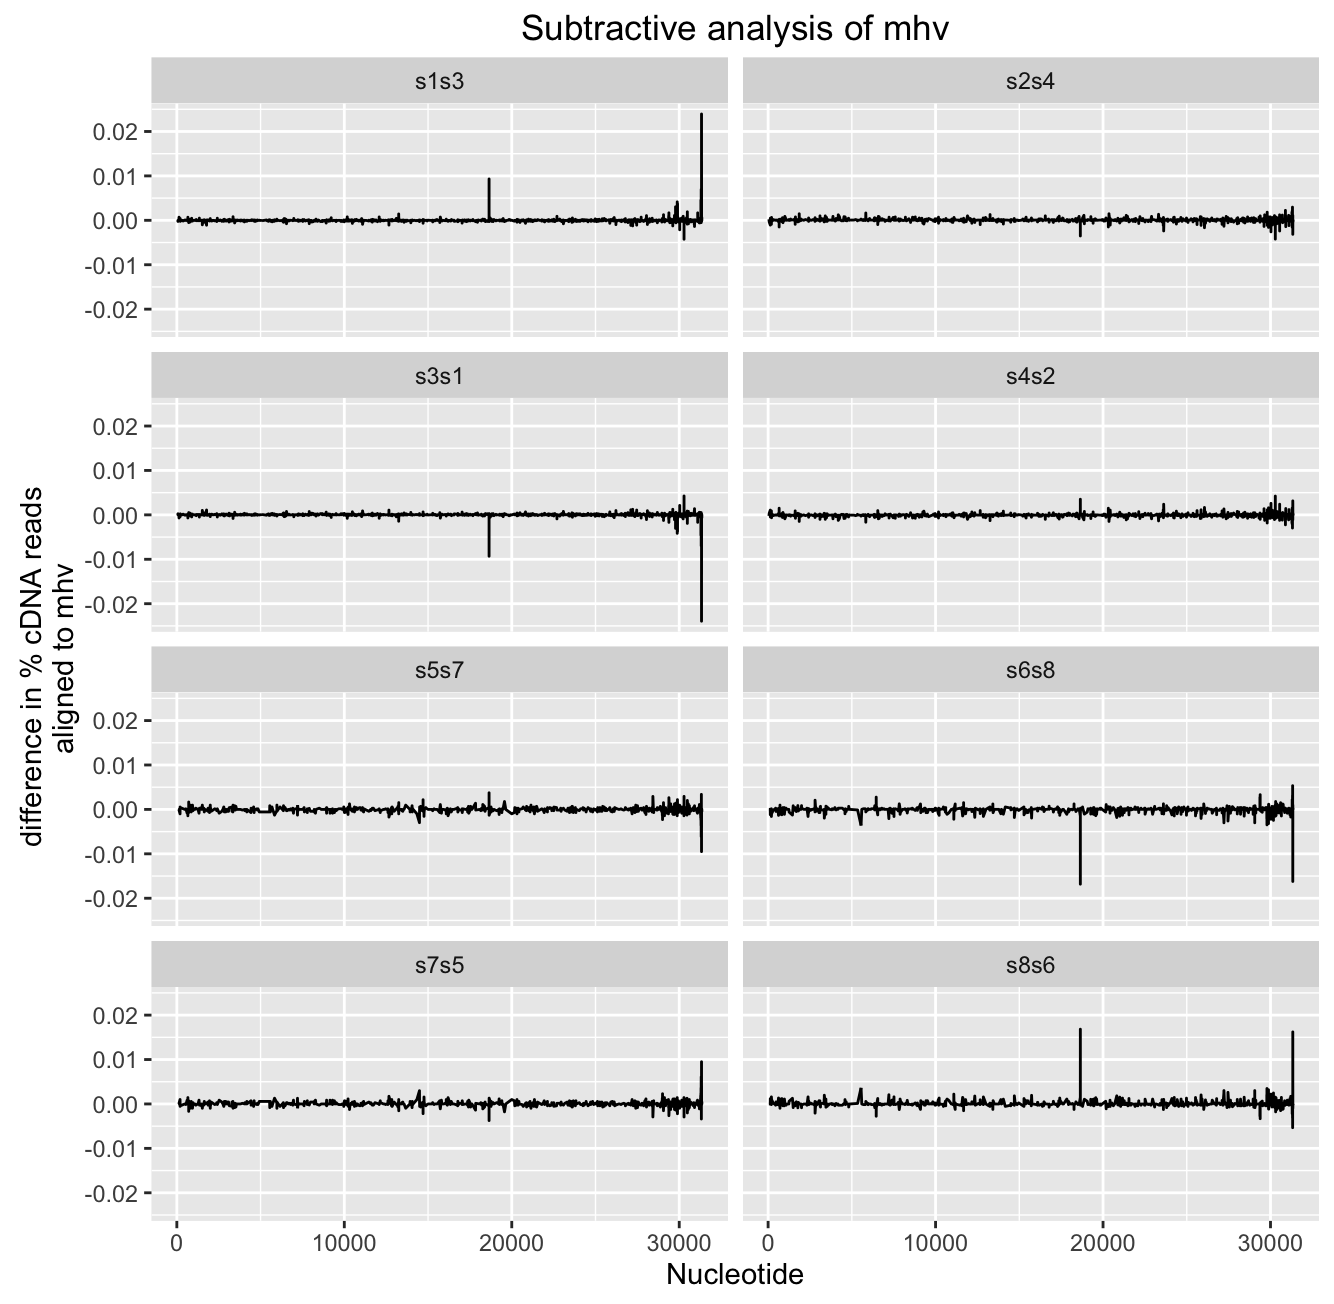 Subtractive analysis of mhv
s1s3
s2s4
0.02
0.01
0.00
-0.01
-0.02
s3s1
s4s2
0.02
0.01
0.00
-0.01
-0.02
difference in % cDNA reads
aligned to mhv
s5s7
s6s8
0.02
0.01
0.00
-0.01
-0.02
s7s5
s8s6
0.02
0.01
0.00
-0.01
-0.02
0 10000 20000 30000 0 10000 20000 30000
Nucleotide